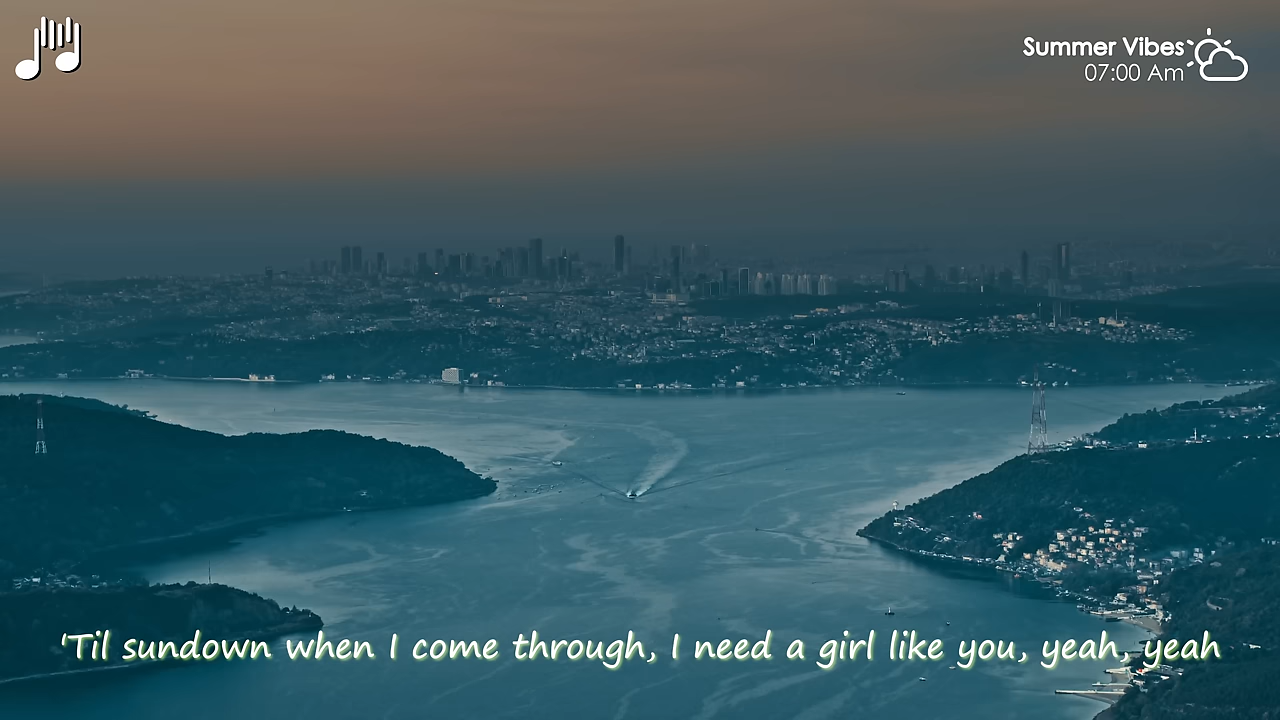 Summer Vibes
07:00 Am
'Til sundown when I come through, I need a girl like you, yeah, yeah